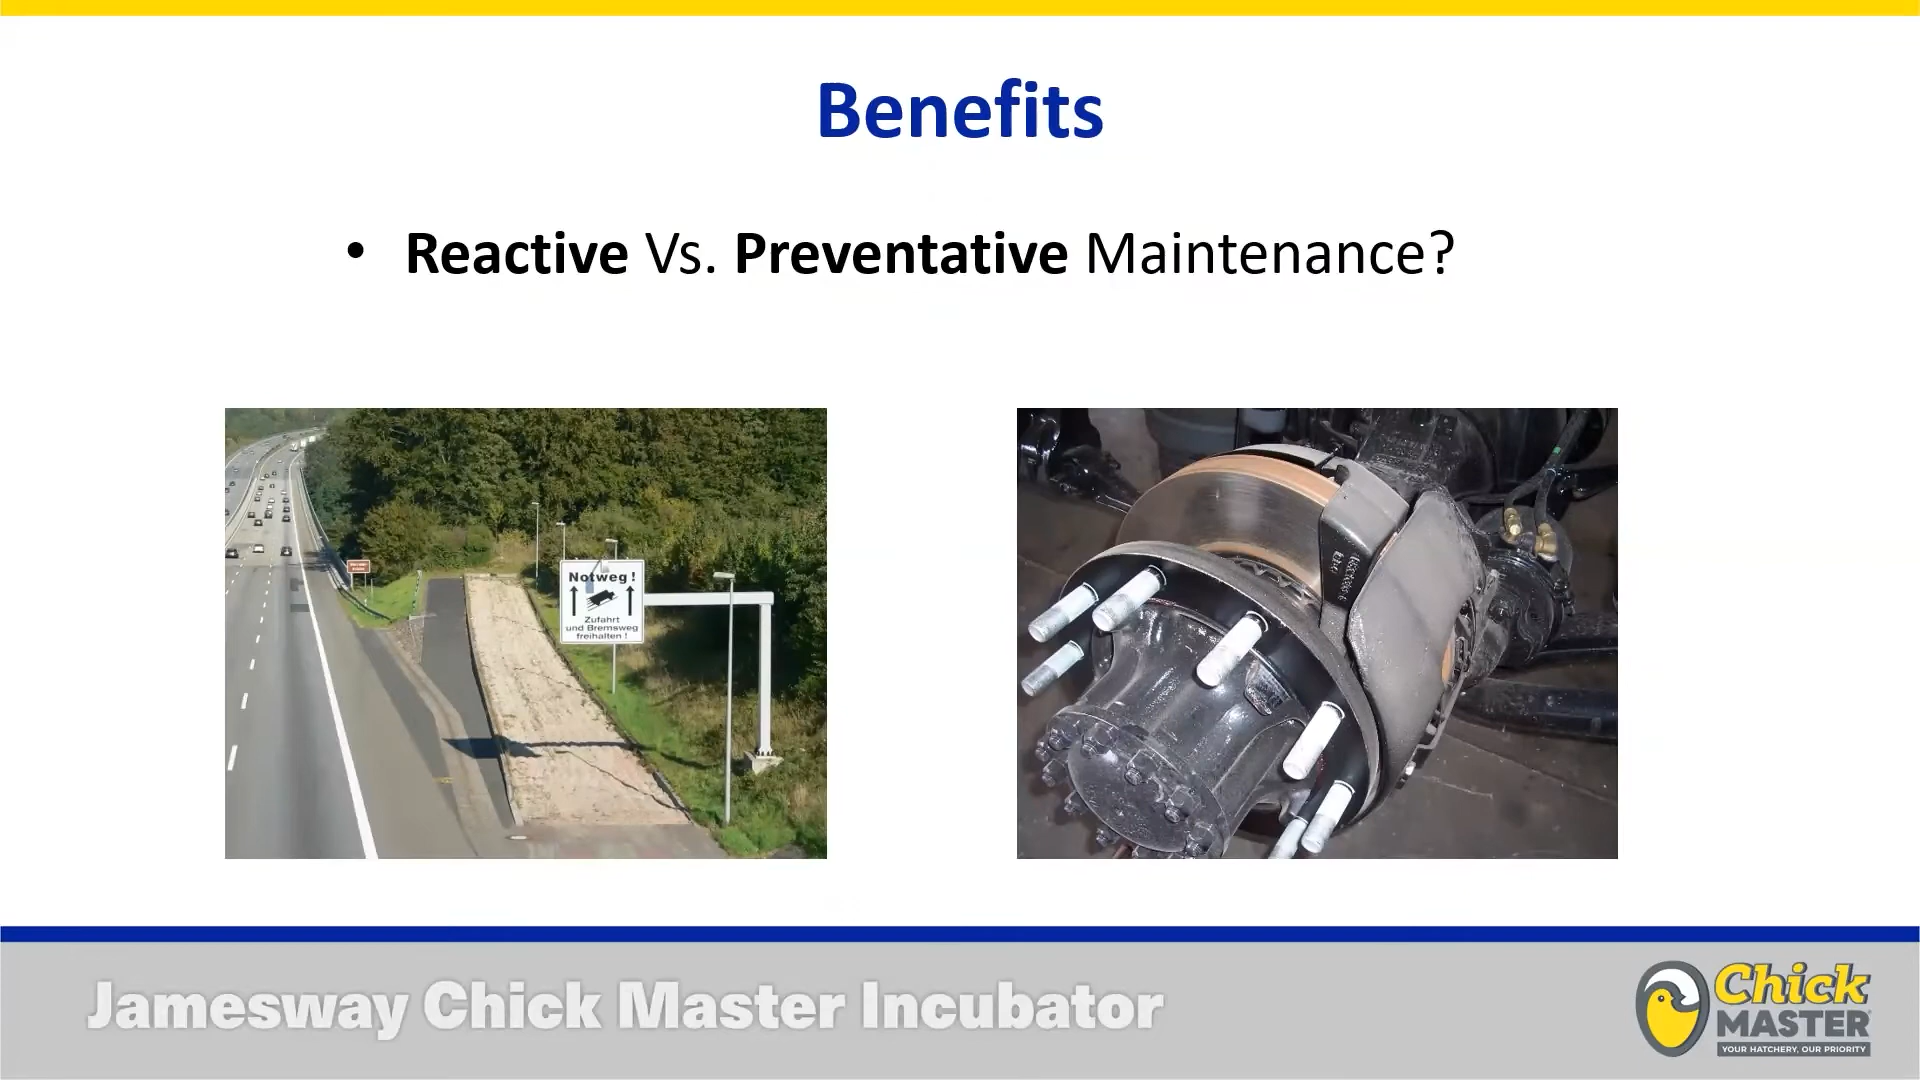 Benefits
• Reactive Vs. Preventative Maintenance?
Notweg !
Zufahrt
und Bremsweg
freihalten !
Jamesway Chick Master Incubator
Chick
MASTER
YOUR HATCHERY, OUR PRIORITY